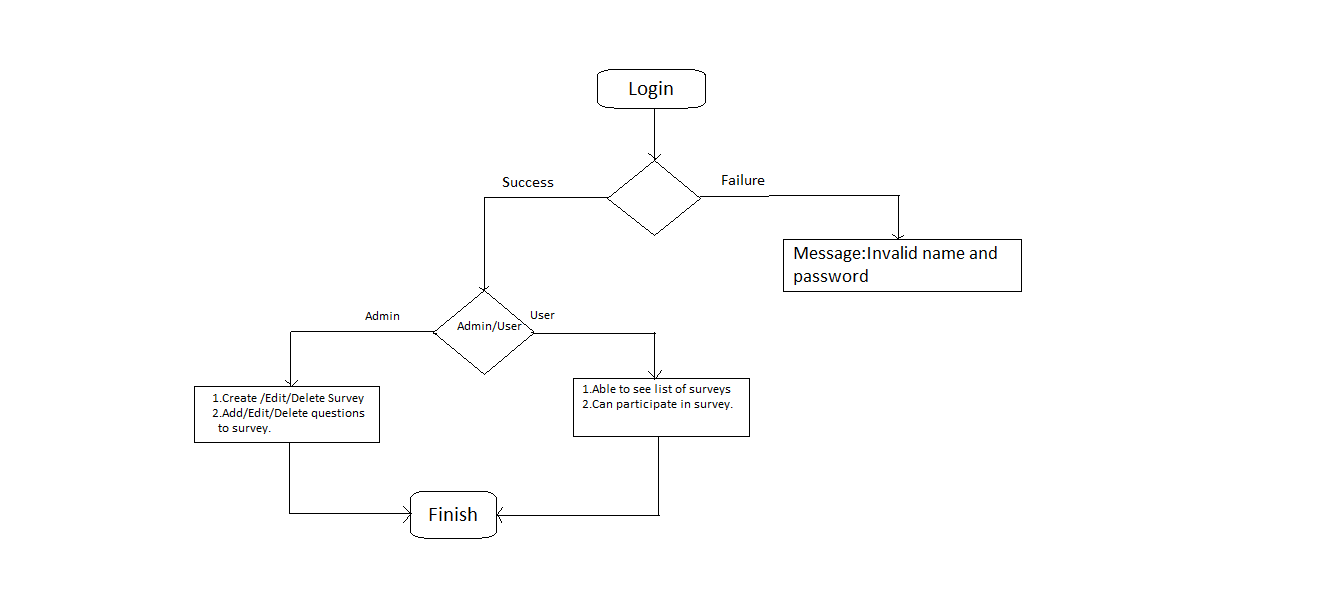 Login
Success
Failure
Message:Invalid name and
password
Admin
Admin/User
User
1.Create /Edit/Delete Survey
2.Add/Edit/Delete questions
to survey.
1.Able to see list of surveys
2.Can participate in survey.
Finish